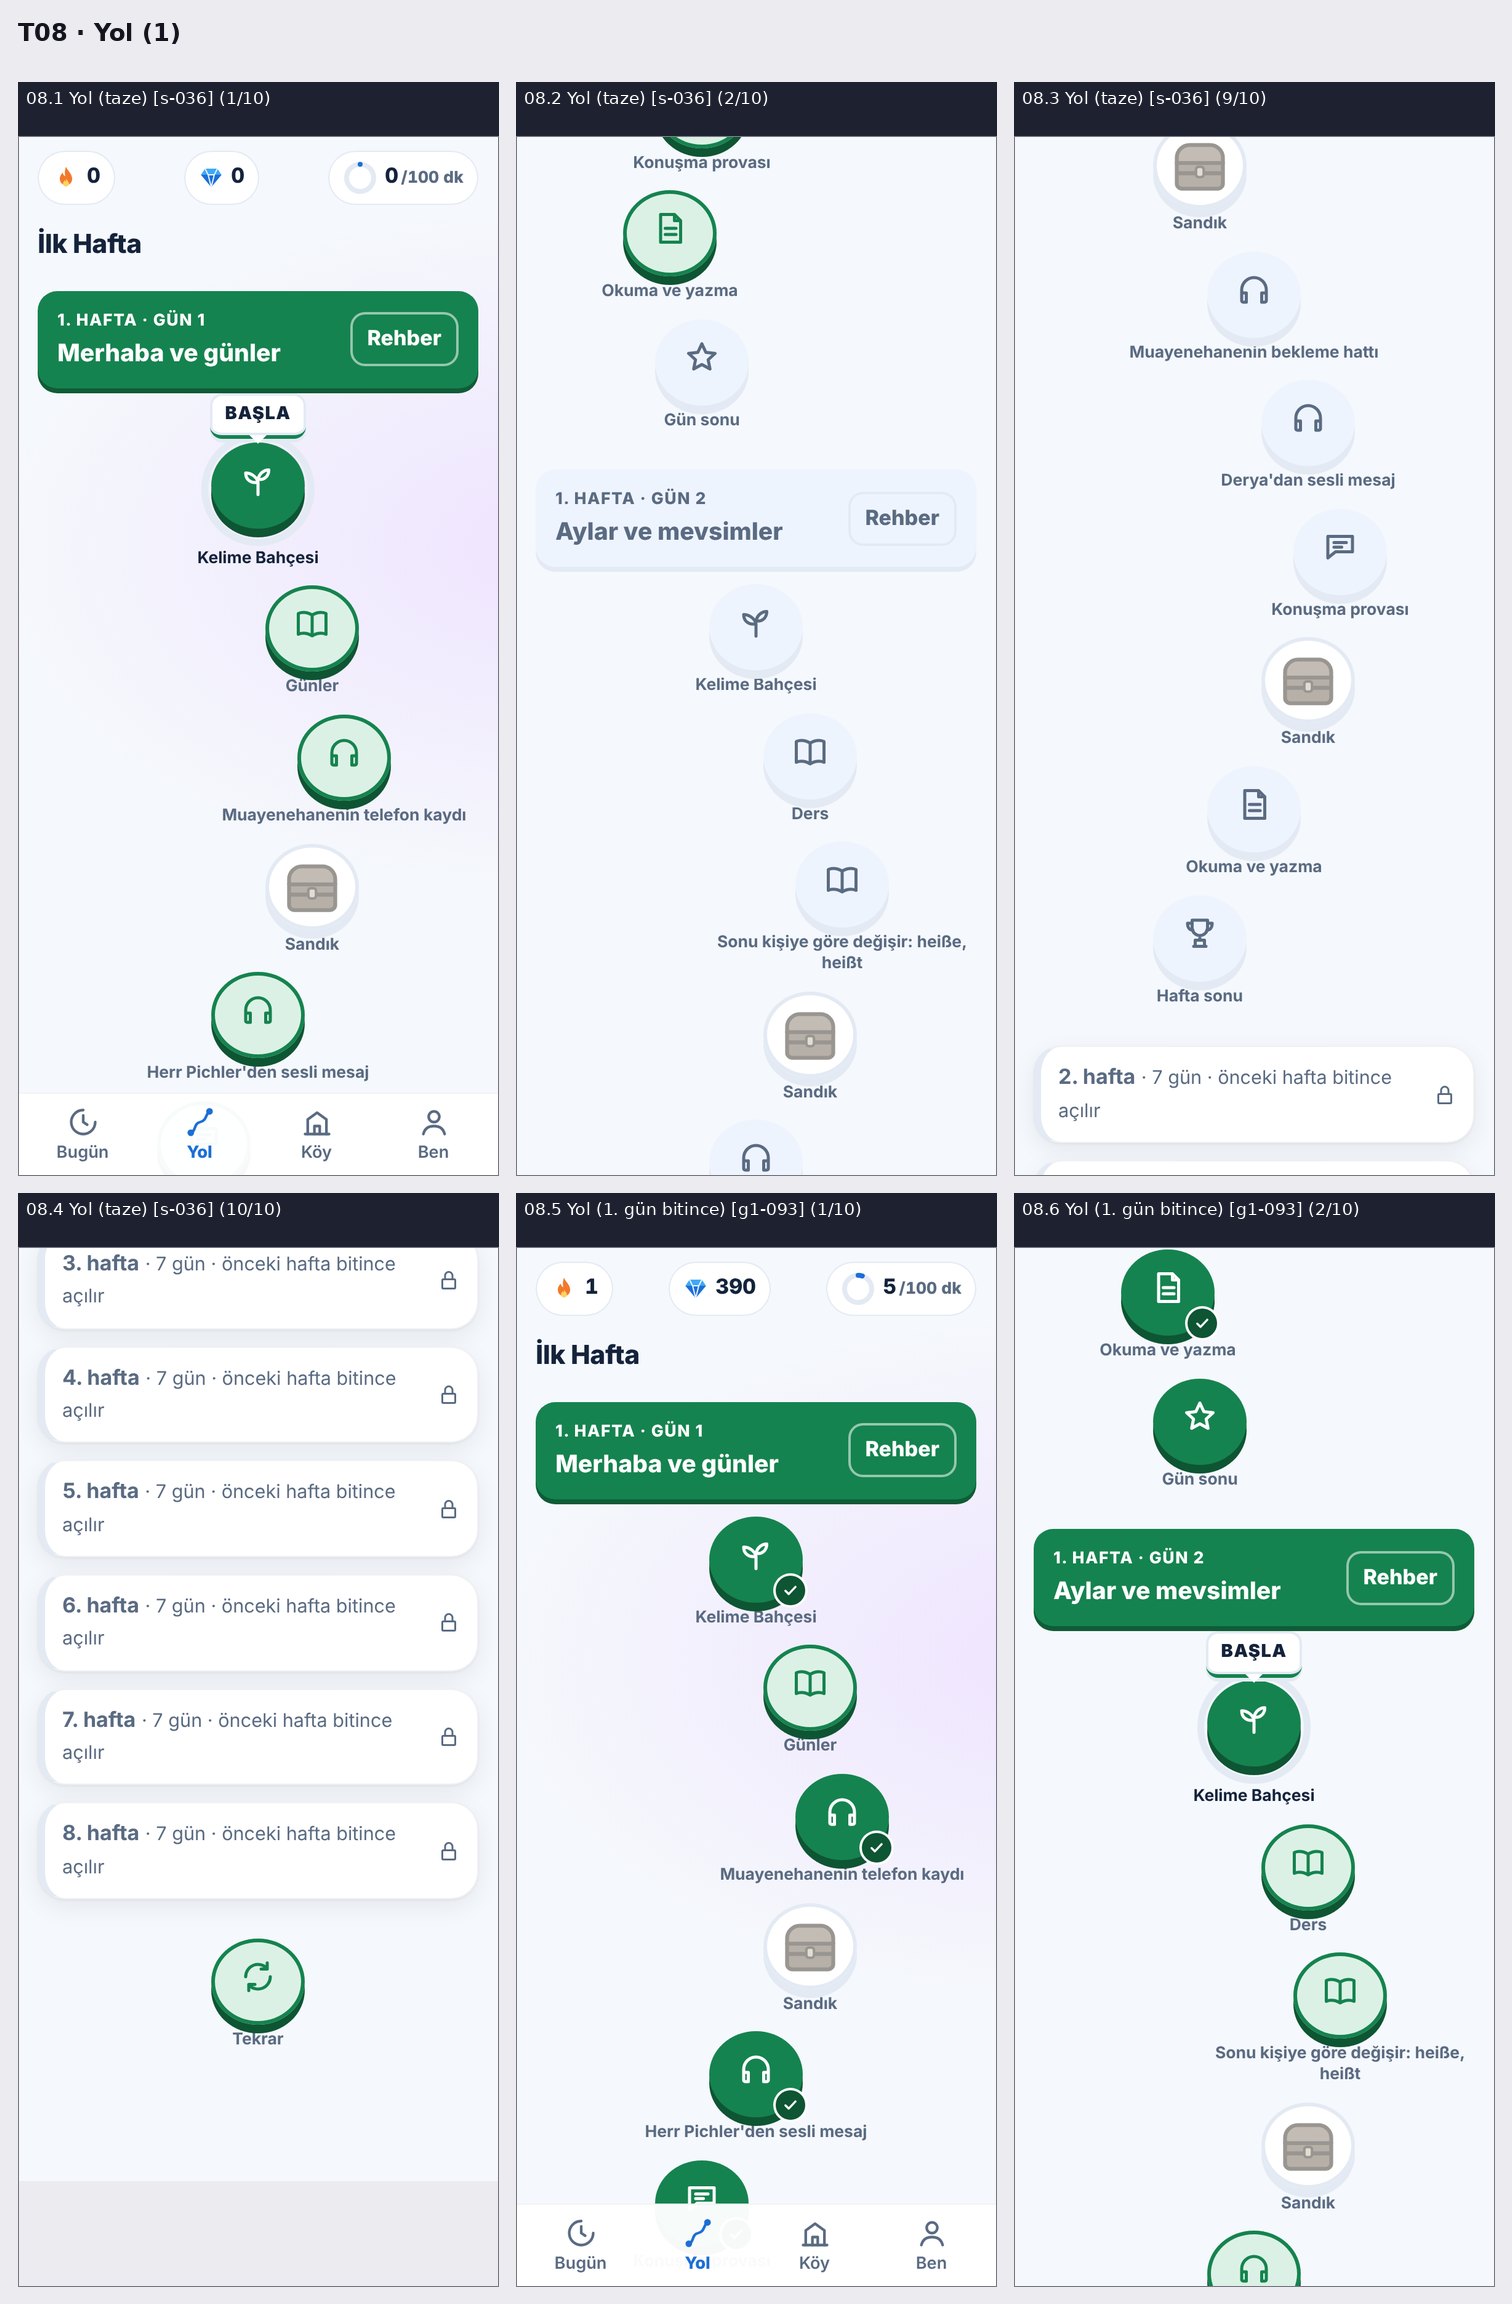 T08 · Yol (1)
08.1 Yol (taze) [s-036] (1/10)
0
0
0/100 dk
İlk Hafta
1. HAFTA · GÜN 1
Merhaba ve günler
Rehber
BAŞLA
Kelime Bahçesi
Günler
Muayenehanenin telefon kaydı
Sandık
Herr Pichler'den sesli mesaj
Bugün
Yol
Köy
Ben
08.2 Yol (taze) [s-036] (2/10)
Konuşma provası
Okuma ve yazma
Gün sonu
1. HAFTA · GÜN 2
Aylar ve mevsimler
Rehber
Kelime Bahçesi
Ders
Sonu kişiye göre değişir: heiße,
heißt
Sandık
08.3 Yol (taze) [s-036] (9/10)
Sandık
Muayenehanenin bekleme hattı
Derya'dan sesli mesaj
Konuşma provası
Sandık
Okuma ve yazma
Hafta sonu
2. hafta · 7 gün · önceki hafta bitince
açılır
08.4 Yol (taze) [s-036] (10/10)
3. hafta · 7 gün · önceki hafta bitince
açılır
4. hafta · 7 gün · önceki hafta bitince
açılır
5. hafta · 7 gün · önceki hafta bitince
açılır
6. hafta · 7 gün · önceki hafta bitince
açılır
7. hafta · 7 gün · önceki hafta bitince
açılır
8. hafta · 7 gün · önceki hafta bitince
açılır
Tekrar
08.5 Yol (1. gün bitince) [g1-093] (1/10)
1
390
5/100 dk
İlk Hafta
1. HAFTA · GÜN 1
Merhaba ve günler
Rehber
Kelime Bahçesi
Günler
Muayenehanenin telefon kaydı
Sandık
Herr Pichler'den sesli mesaj
Bugün
Yol
Köy
Ben
08.6 Yol (1. gün bitince) [g1-093] (2/10)
Okuma ve yazma
Gün sonu
1. HAFTA · GÜN 2
Aylar ve mevsimler
Rehber
BAŞLA
Kelime Bahçesi
Ders
Sonu kişiye göre değişir: heiße,
heißt
Sandık